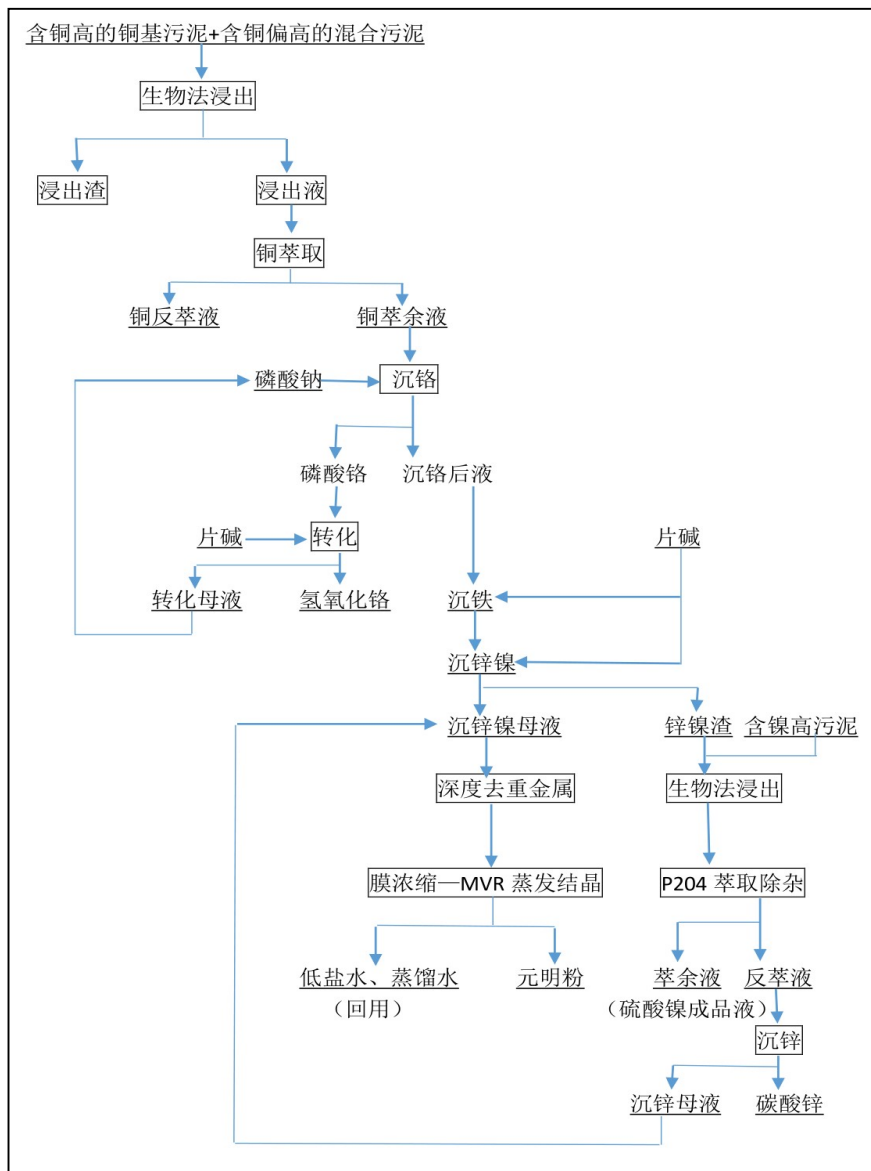 含铜高的铜基污泥+含铜偏高的混合污泥
生物法浸出
浸出渣
浸出液
铜萃取
铜反萃液
铜萃余液
磷酸钠
沉铬
磷酸铬
沉铬后液
片碱
转化
片碱
转化母液
氢氧化铬
沉铁
沉锌镍
沉锌镍母液
锌镍渣
含镍高污泥
深度去重金属
生物法浸出
膜浓缩—MVR 蒸发结晶
P204 萃取除杂
低盐水、蒸馏水
(回用)
元明粉
萃余液
(硫酸镍成品液)
反萃液
沉锌
沉锌母液
碳酸锌